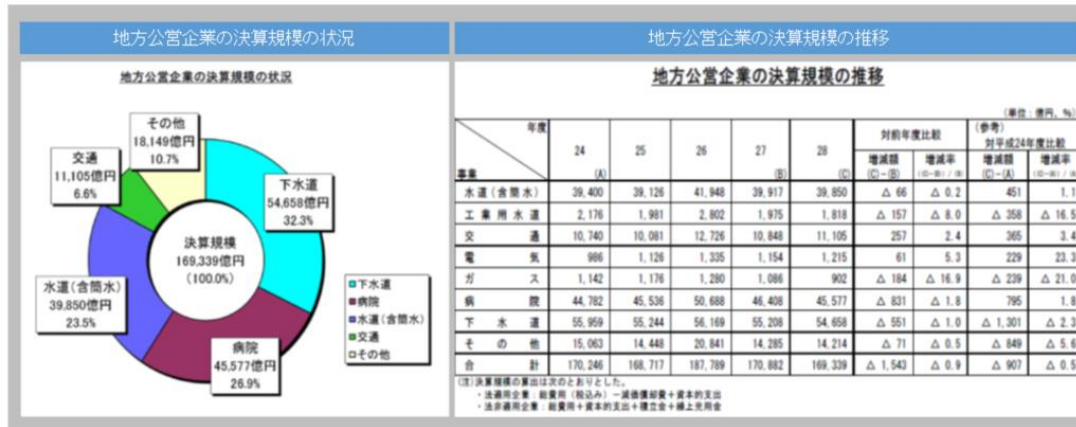 地方公営企業の決算規模の状況
地方公営企業の決算規模の状況
その他
18,149億円
10.7%
交通
11,105億円
6.6%
下水道
54,658億円
32.3%
決算規模
169,339億円
(100.0%)
水道(含簡水)
39,850億円
23.5%
病院
45,577億円
26.9%
下水道
病院
水道(含簡水)
交通
その他
地方公営企業の決算規模の推移
地方公営企業の決算規模の推移
(単位:億円、%)
年度 24 25 26 27 28 対前年度比較 (参考)
対平成24年度比較
事業 (A) (B) (C) 増減額 増減率 増減額 増減率
(C)-(B) (C)-(A)
水道(含簡水) 39,400 39,126 41,948 39,917 39,850 △ 66 △ 0.2 451 1.1
工業用水道 2,176 1,981 2,802 1,975 1,818 △ 157 △ 8.0 △ 358 △ 16.5
交通 10,740 10,081 12,726 10,848 11,105 257 2.4 365 3.4
電気 986 1,126 1,335 1,154 1,215 61 5.3 229 23.3
ガス 1,142 1,176 1,280 1,086 902 △ 184 △ 16.9 △ 239 △ 21.0
病院 44,782 45,536 50,688 46,408 45,577 △ 831 △ 1.8 795 1.8
下水道 55,959 55,244 56,169 55,208 54,658 △ 551 △ 1.0 △ 1,301 △ 2.3
その他 15,063 14,448 20,841 14,285 14,214 △ 71 △ 0.5 △ 849 △ 5.6
合計 170,246 168,717 187,789 170,882 169,339 △ 1,543 △ 0.9 △ 907 △ 0.5
(注)決算規模の算出は次のとおりとした。
・法適用企業:総費用(税込み)-減価償却費+資本的支出
・法非適用企業:総費用+資本的支出+積立金+繰上充用金